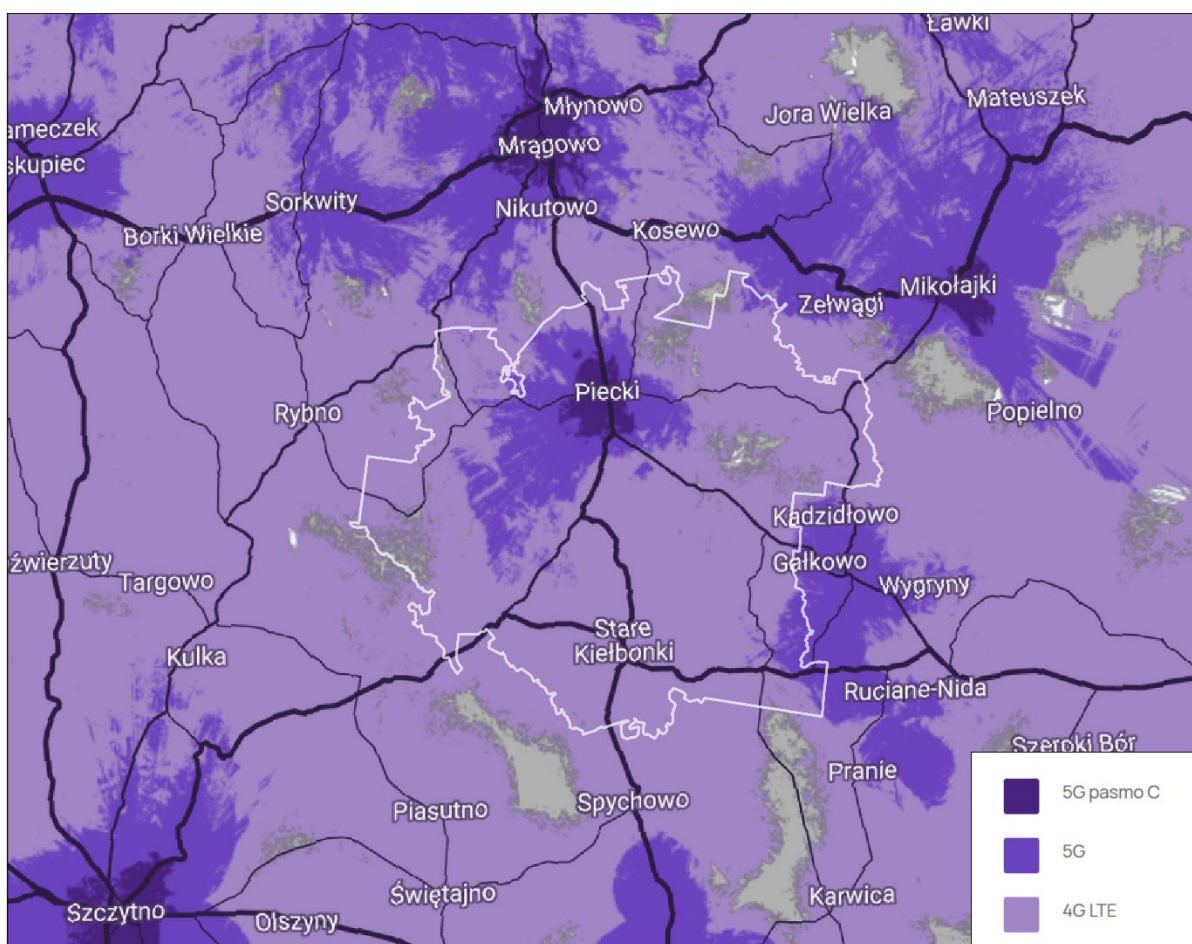 Ławki
Młynowo
Mateuszek
Jora Wielka
ameczek
Mrągowo
skupiec
Sorkwity
Nikutowo
Kosewo
Borki Wielkie
Mikołajki
Zełwągi
Piecki
Rybno
Popielno
Kadzidłowo
źwierzuty
Gałkowo
Targowo
Wygryny
Stare
Kiełbonki
Kulka
Ruciane-Nida
Szeroki Bór
Pranie
5G pasmo C
Spychowo
Piasutno
5G
Świętajno
Karwica
Szczytno
Olszyny
4G LTE